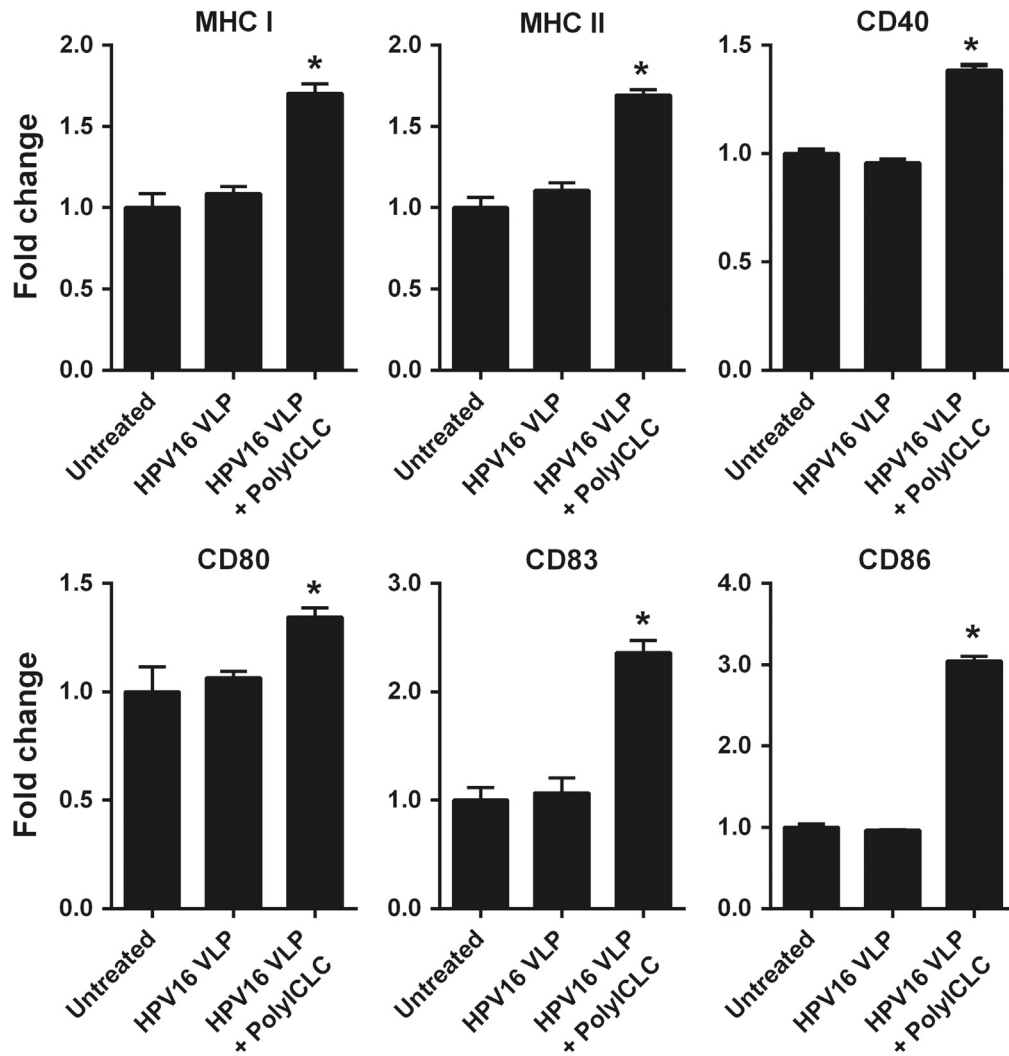 MHC I
MHC II
CD40
Fold change
2.0
1.5
1.0
0.5
0.0
*
Untreated
HPV16 VLP
HPV16 VLP
+ PolyICLC
2.0
1.5
1.0
0.5
0.0
*
Untreated
HPV16 VLP
HPV16 VLP
+ PolyICLC
1.5
1.0
0.5
0.0
*
Untreated
HPV16 VLP
HPV16 VLP
+ PolyICLC
CD80
CD83
CD86
Fold change
1.5
1.0
0.5
0.0
*
Untreated
HPV16 VLP
HPV16 VLP
+ PolyICLC
3.0
2.0
1.0
0.0
*
Untreated
HPV16 VLP
HPV16 VLP
+ PolyICLC
4.0
3.0
2.0
1.0
0.0
*
Untreated
HPV16 VLP
HPV16 VLP
+ PolyICLC